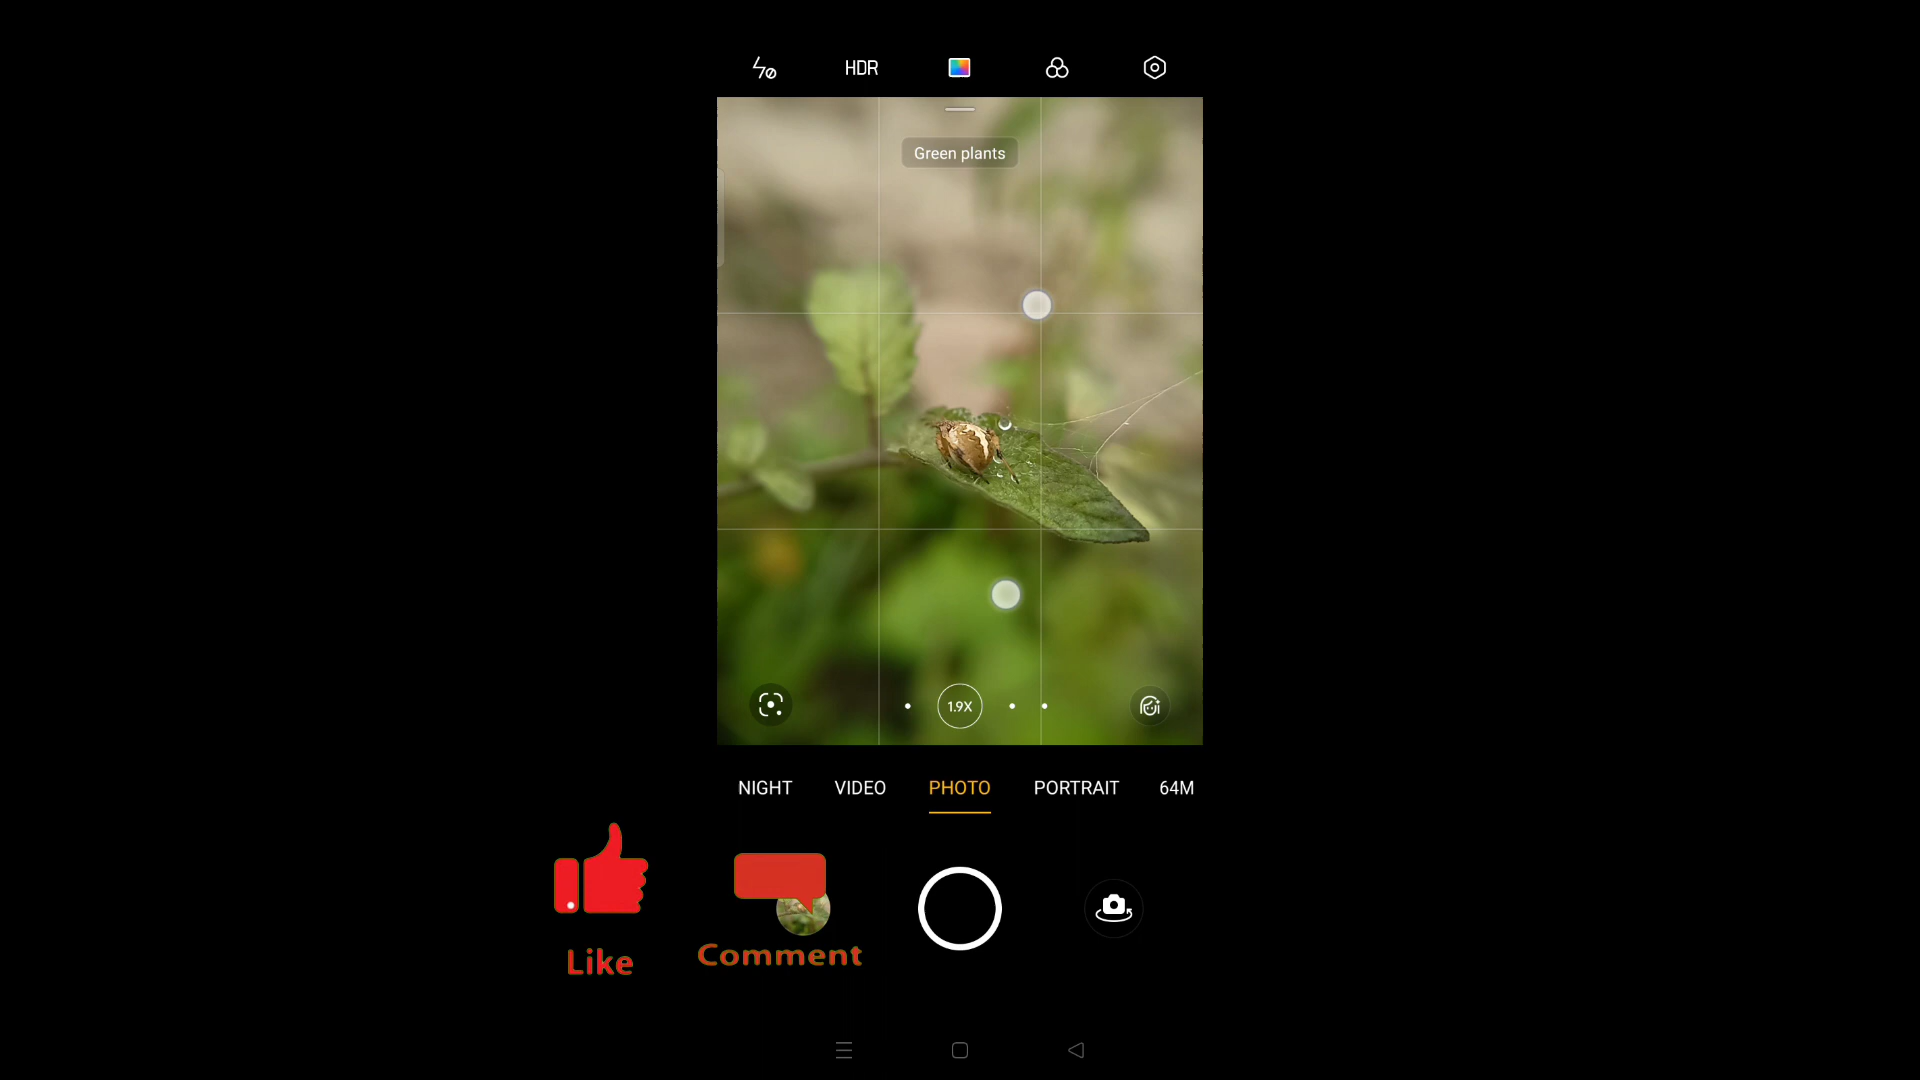 HDR
Green plants
1.9X
NIGHT VIDEO PHOTO PORTRAIT 64M
Like
Comment